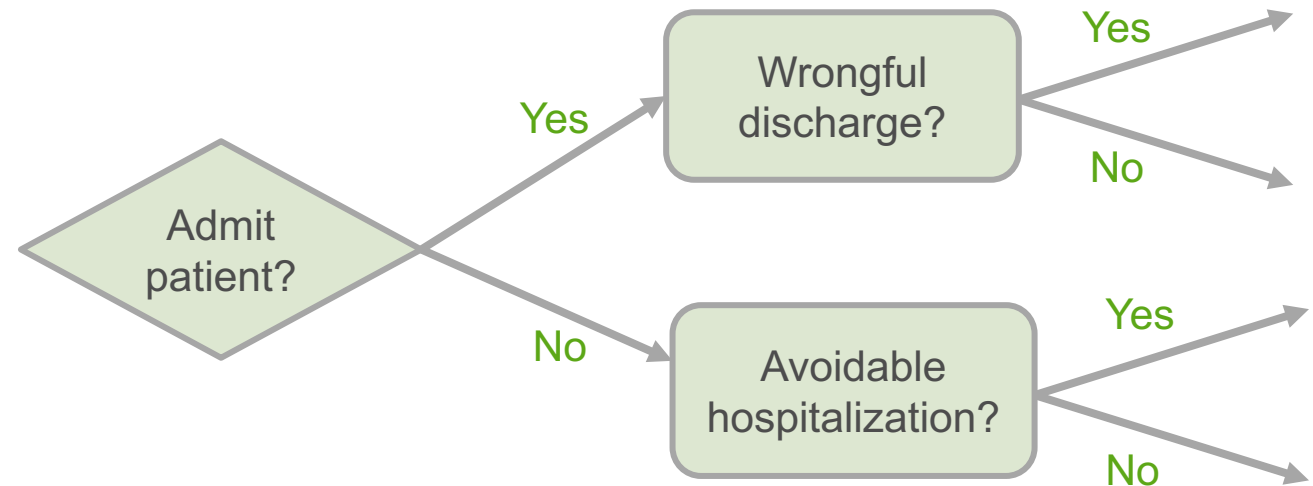 Admit
patient?
Yes
No
Wrongful
discharge?
Yes
No
Avoidable
hospitalization?
Yes
No